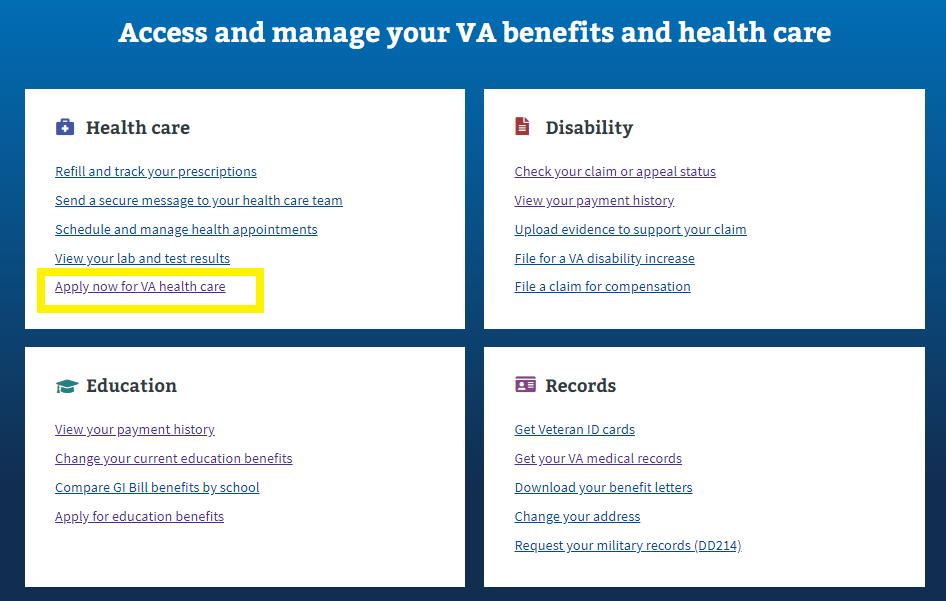 Access and manage your VA benefits and health care
Health care
Refill and track your prescriptions
Send a secure message to your health care team
Schedule and manage health appointments
View your lab and test results
Apply now for VA health care
Disability
Check your claim or appeal status
View your payment history
Upload evidence to support your claim
File for a VA disability increase
File a claim for compensation
Education
View your payment history
Change your current education benefits
Compare GI Bill benefits by school
Apply for education benefits
Records
Get Veteran ID cards
Get your VA medical records
Download your benefit letters
Change your address
Request your military records (DD214)